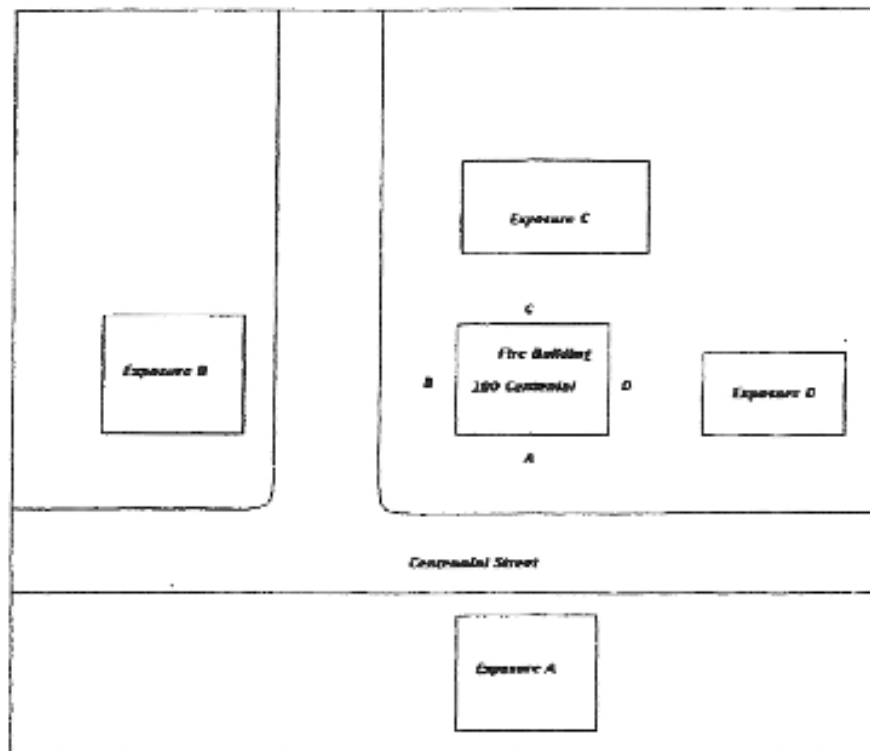 Exposure C
C
Fire Building
Exposure B
B
100 Centennial
D
Exposure D
A
Centennial Street
Exposure A